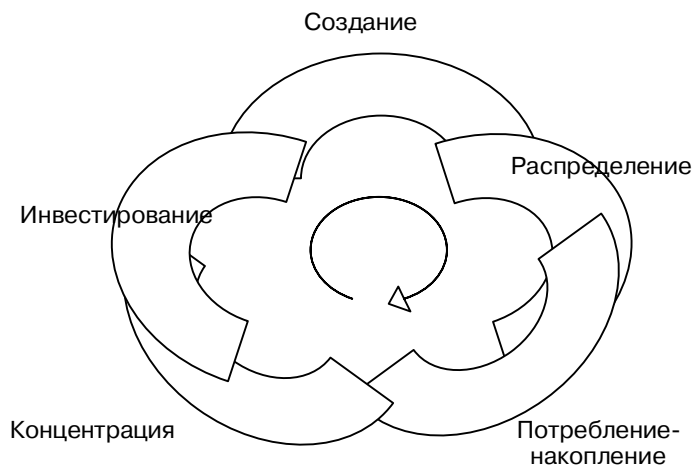 Создание
Распределение
Инвестирование
Концентрация
Потребление-
накопление